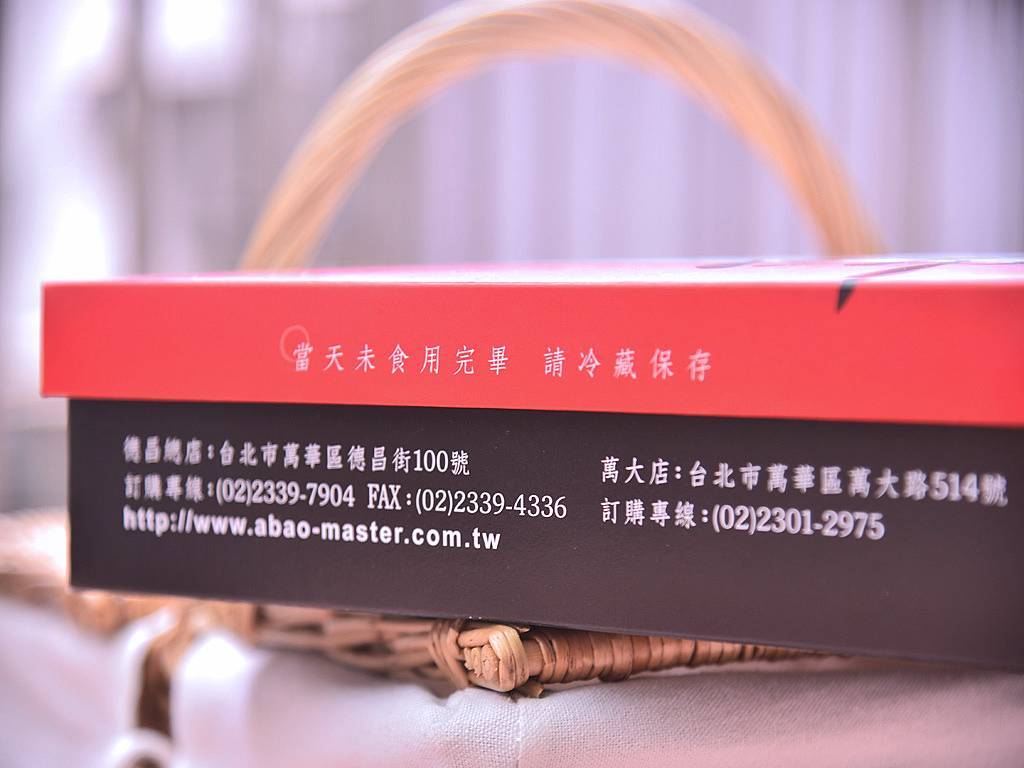 當天未食用完畢 請冷藏保存
德昌總店:台北市萬華區德昌街100號
訂購專線:(02)2339-7904 FAX:(02)2339-4336
http://www.abao-master.com.tw
萬大店:台北市萬華區萬大路514號
訂購專線:(02)2301-2975